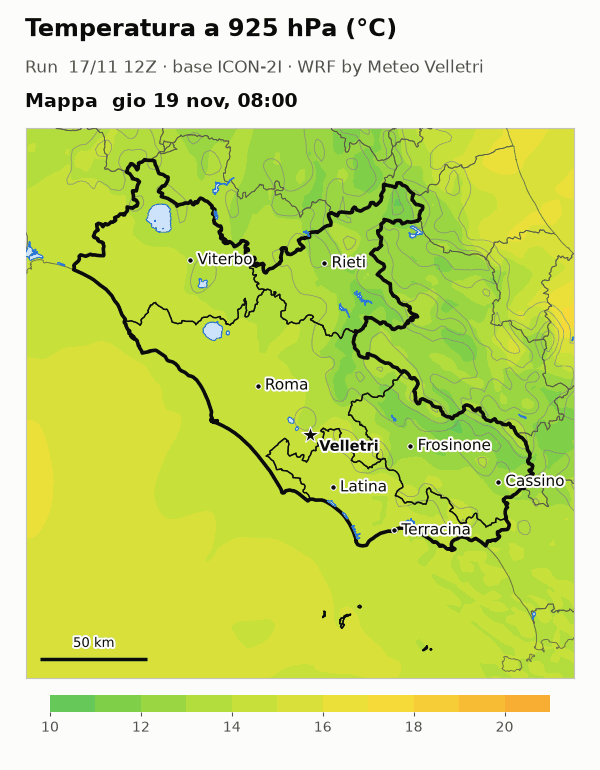 Temperatura a 925 hPa (°C)
Run  17/11 12Z · base ICON-2I · WRF by Meteo Velletri
Mappa  gio 19 nov, 08:00
Viterbo
Rieti
Roma
Velletri
Frosinone
Cassino
Latina
Terracina
50 km
10 12 14 16 18 20